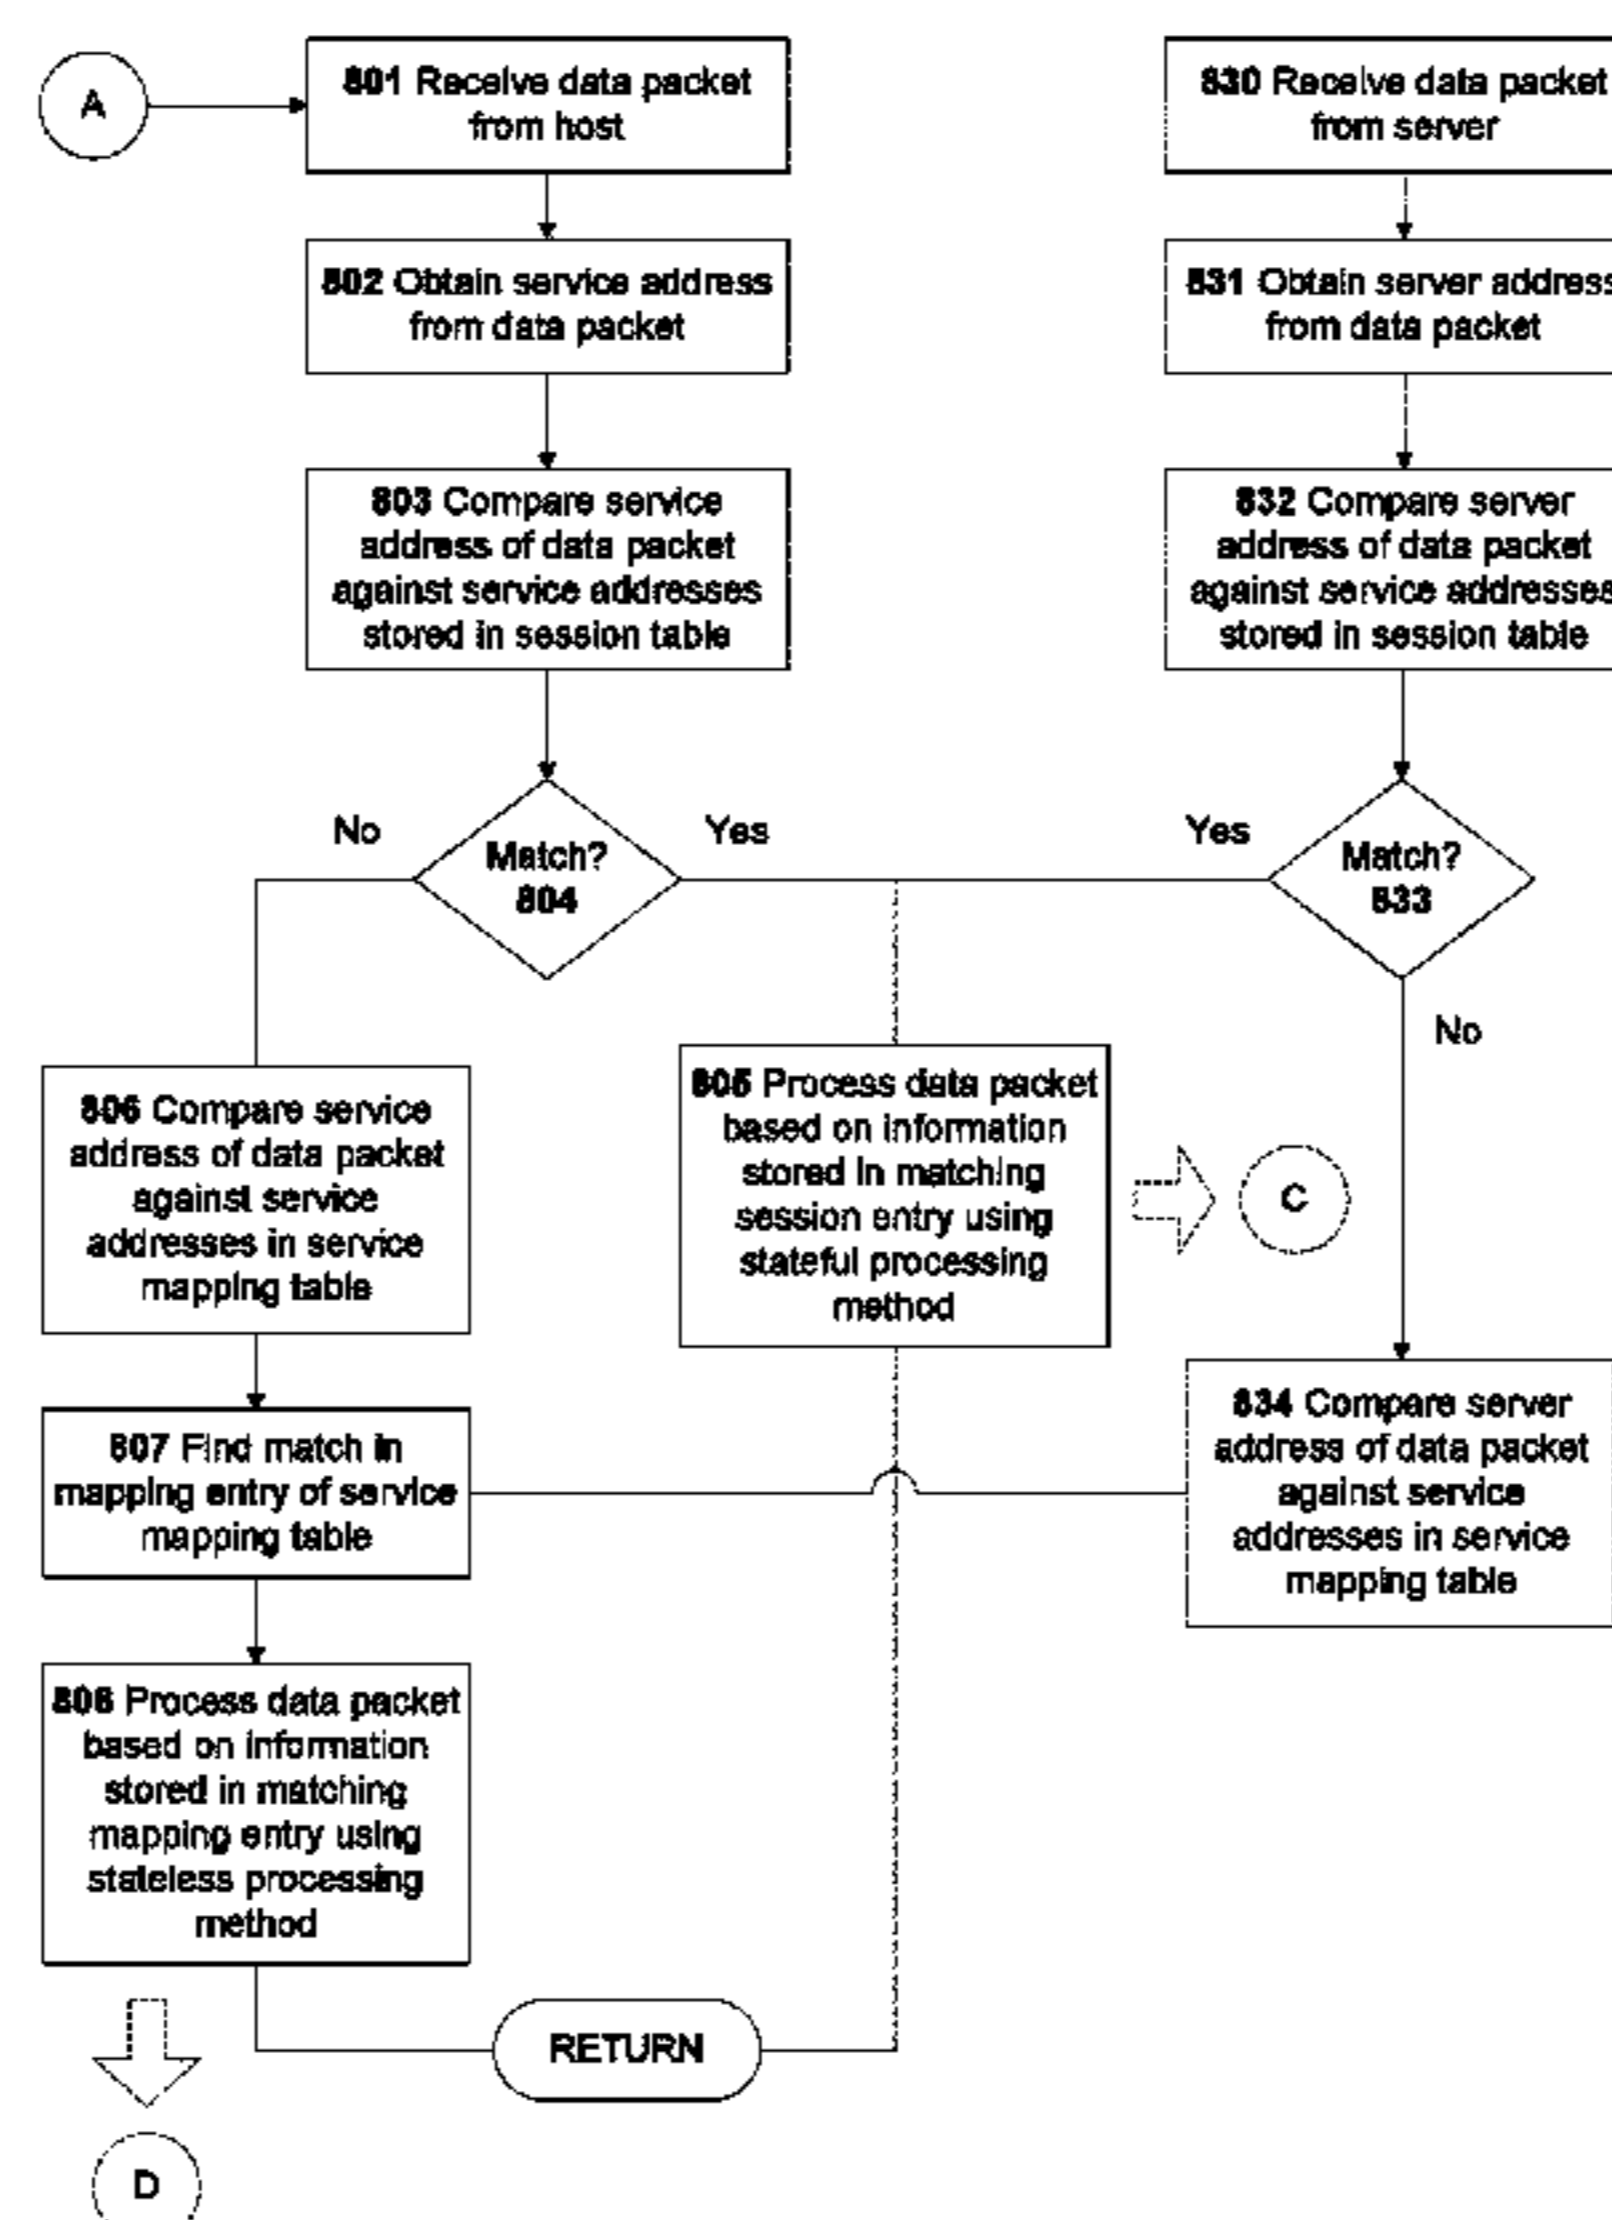 A
801 Receive data packet
from host
802 Obtain service address
from data packet
803 Compare service
address of data packet
against service addresses
stored in session table
No
Match?
804
Yes
830 Receive data packet
from server
831 Obtain server address
from data packet
832 Compare server
address of data packet
against service addresses
stored in session table
Yes
Match?
833
No
806 Compare service
address of data packet
against service
addresses in service
mapping table
805 Process data packet
based on information
stored in matching
session entry using
stateful processing
method
C
807 Find match in
mapping entry of service
mapping table
834 Compare server
address of data packet
against service
addresses in service
mapping table
808 Process data packet
based on information
stored in matching
mapping entry using
stateless processing
method
RETURN
D